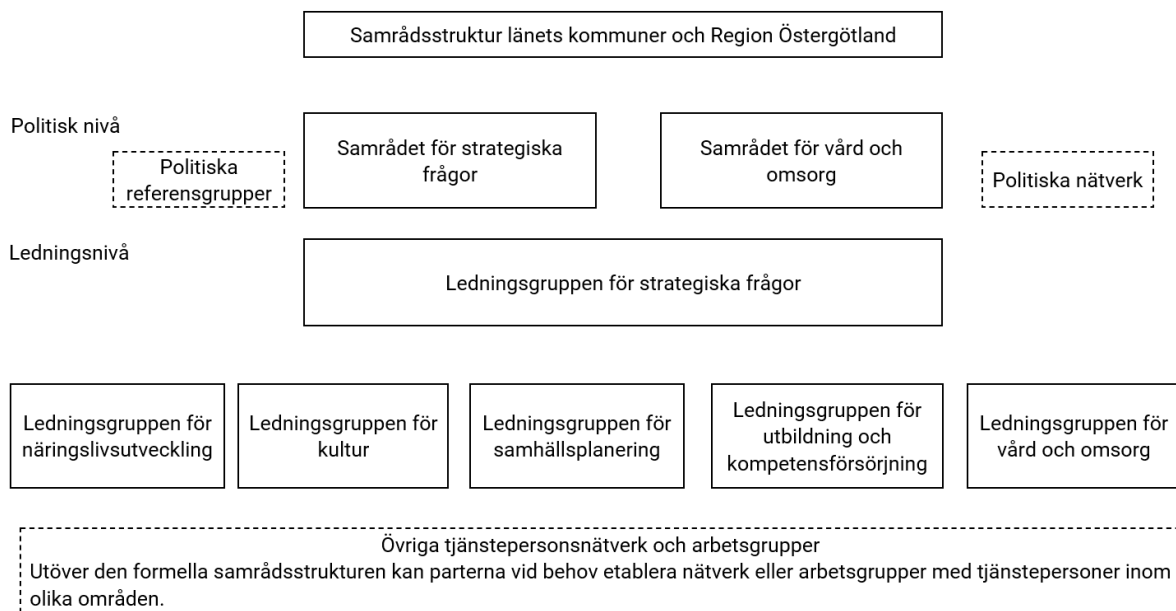 Samrådsstruktur länets kommuner och Region Östergötland
Politisk nivå
Politiska
referensgrupper
Samrådet för strategiska
frågor
Samrådet för vård och
omsorg
Politiska nätverk
Ledningsnivå
Ledningsgruppen för strategiska frågor
Ledningsgruppen för
näringslivsutveckling
Ledningsgruppen för
kultur
Ledningsgruppen för
samhällsplanering
Ledningsgruppen för
utbildning och
kompetensförsörjning
Ledningsgruppen för
vård och omsorg
Övriga tjänstepersonsnätverk och arbetsgrupper
Utöver den formella samrådsstrukturen kan parterna vid behov etablera nätverk eller arbetsgrupper med tjänstepersoner inom
olika områden.